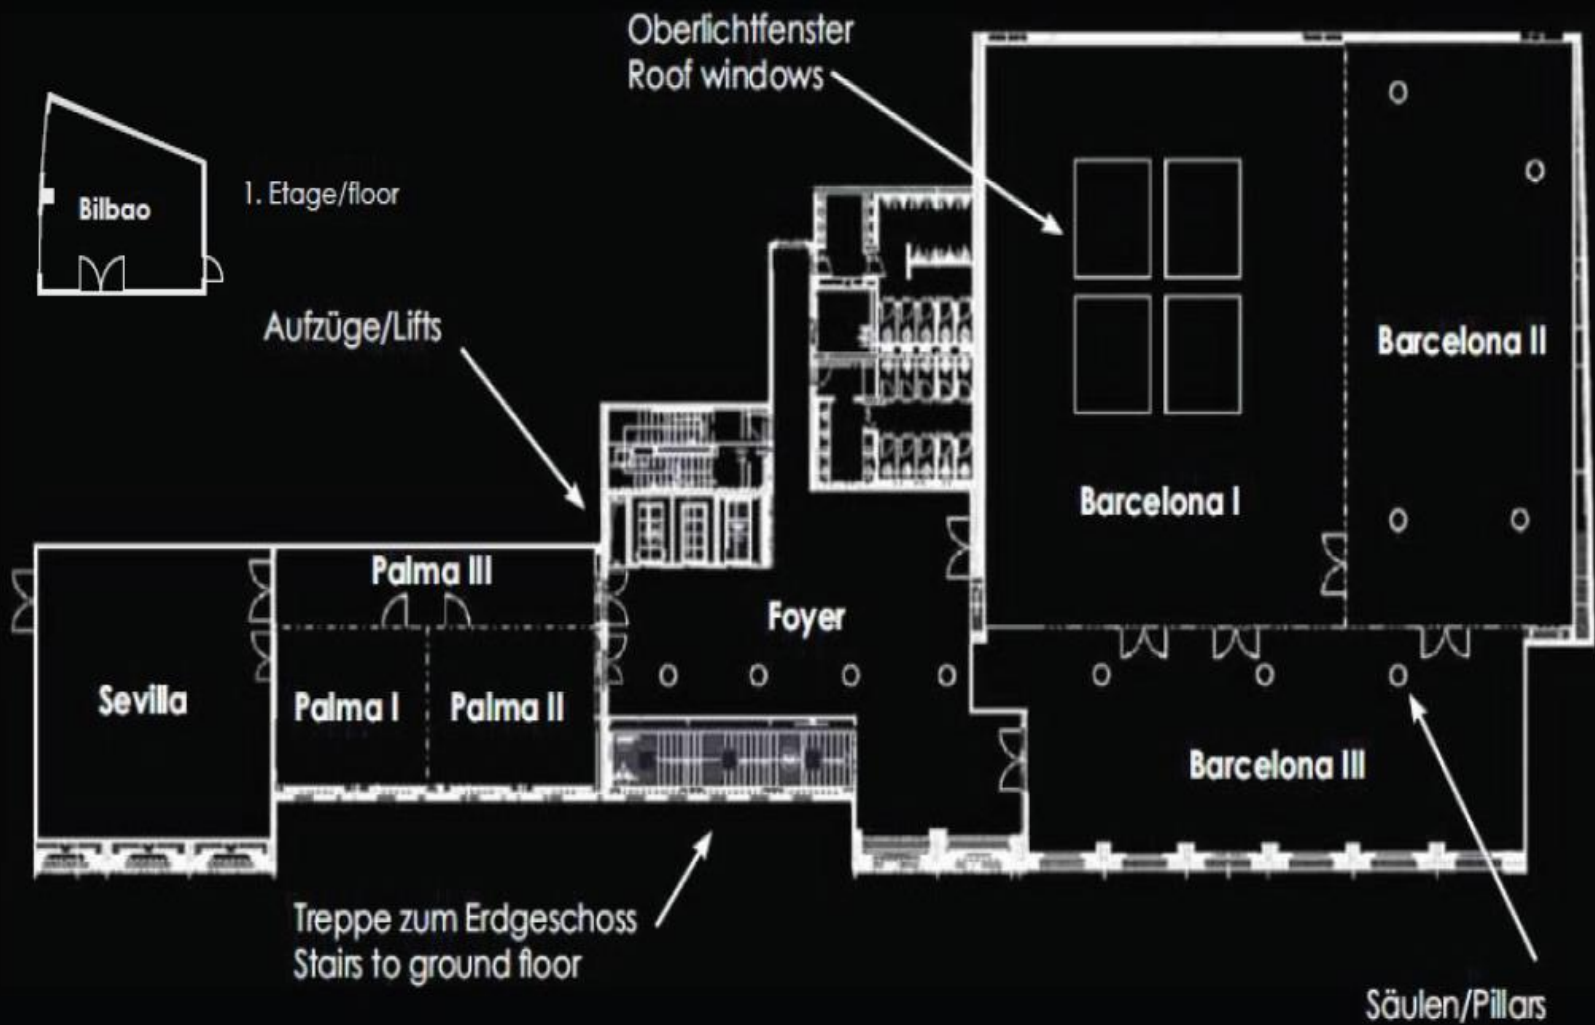 Oberlichtfenster
Roof windows
Bilbao
1. Etage/floor
Aufzüge/Lifts
Barcelona II
Barcelona I
Palma III
Foyer
Sevilla
Palma I
Palma II
Barcelona III
Treppe zum Erdgeschoss
Stairs to ground floor
Säulen/Pillars